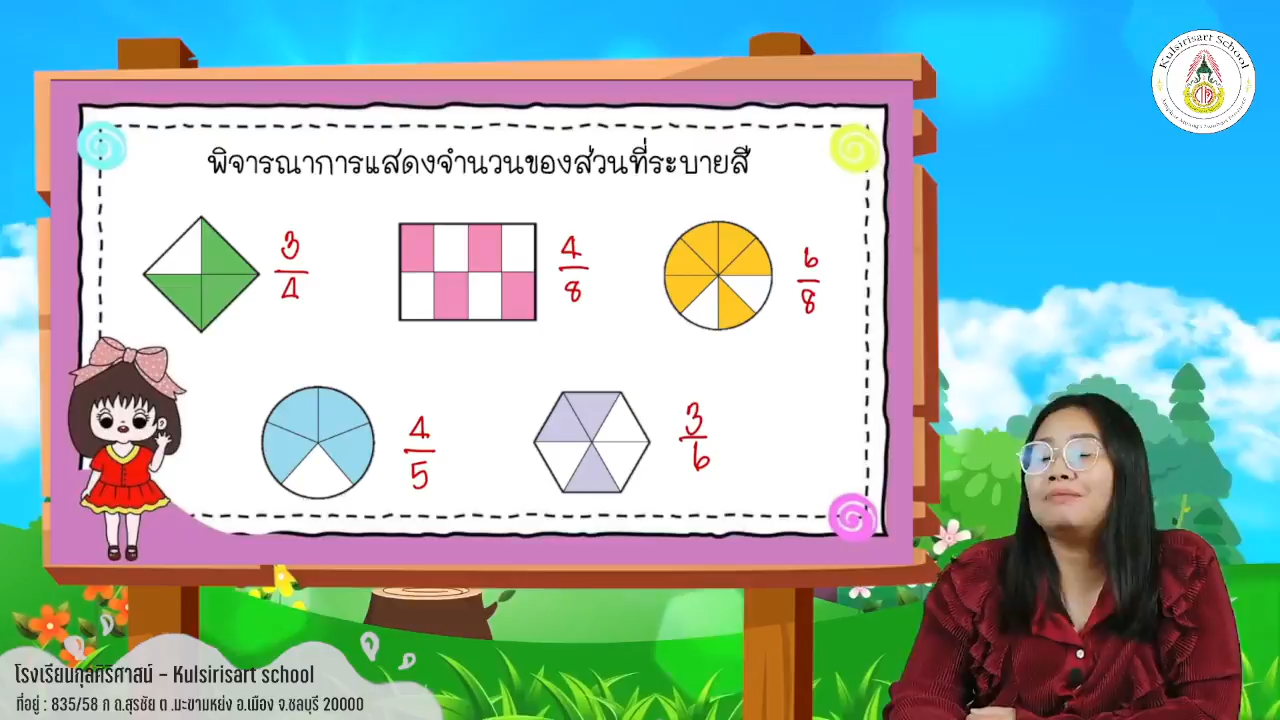 Kulsirisart School
พิจารณาการแสดงจำนวนของส่วนที่ระบายสี
3/4
4/8
6/8
4/5
3/6
โรงเรียนกุลศิริศาสน์ - Kulsirisart school
ที่อยู่ : 835/58 ก ถ.สุรชัย ต .มะขามหย่ง อ.เมือง จ.ชลบุรี 20000